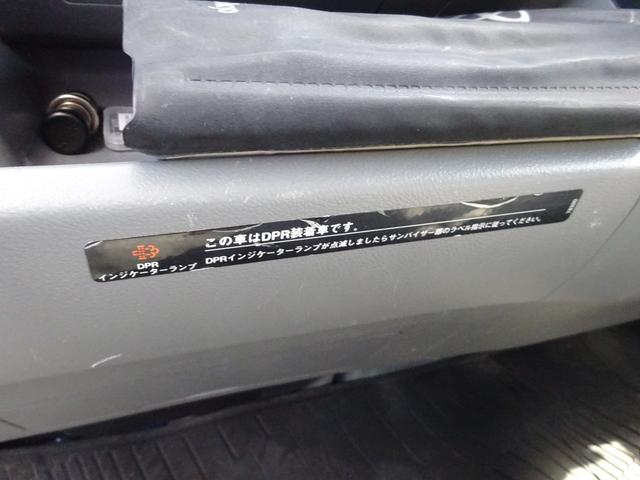 この車はDPR装着車です。
DPRインジケーターランプが点滅しましたらサンバイザー部のラベル指示に従ってください。
DPR
インジケーターランプ